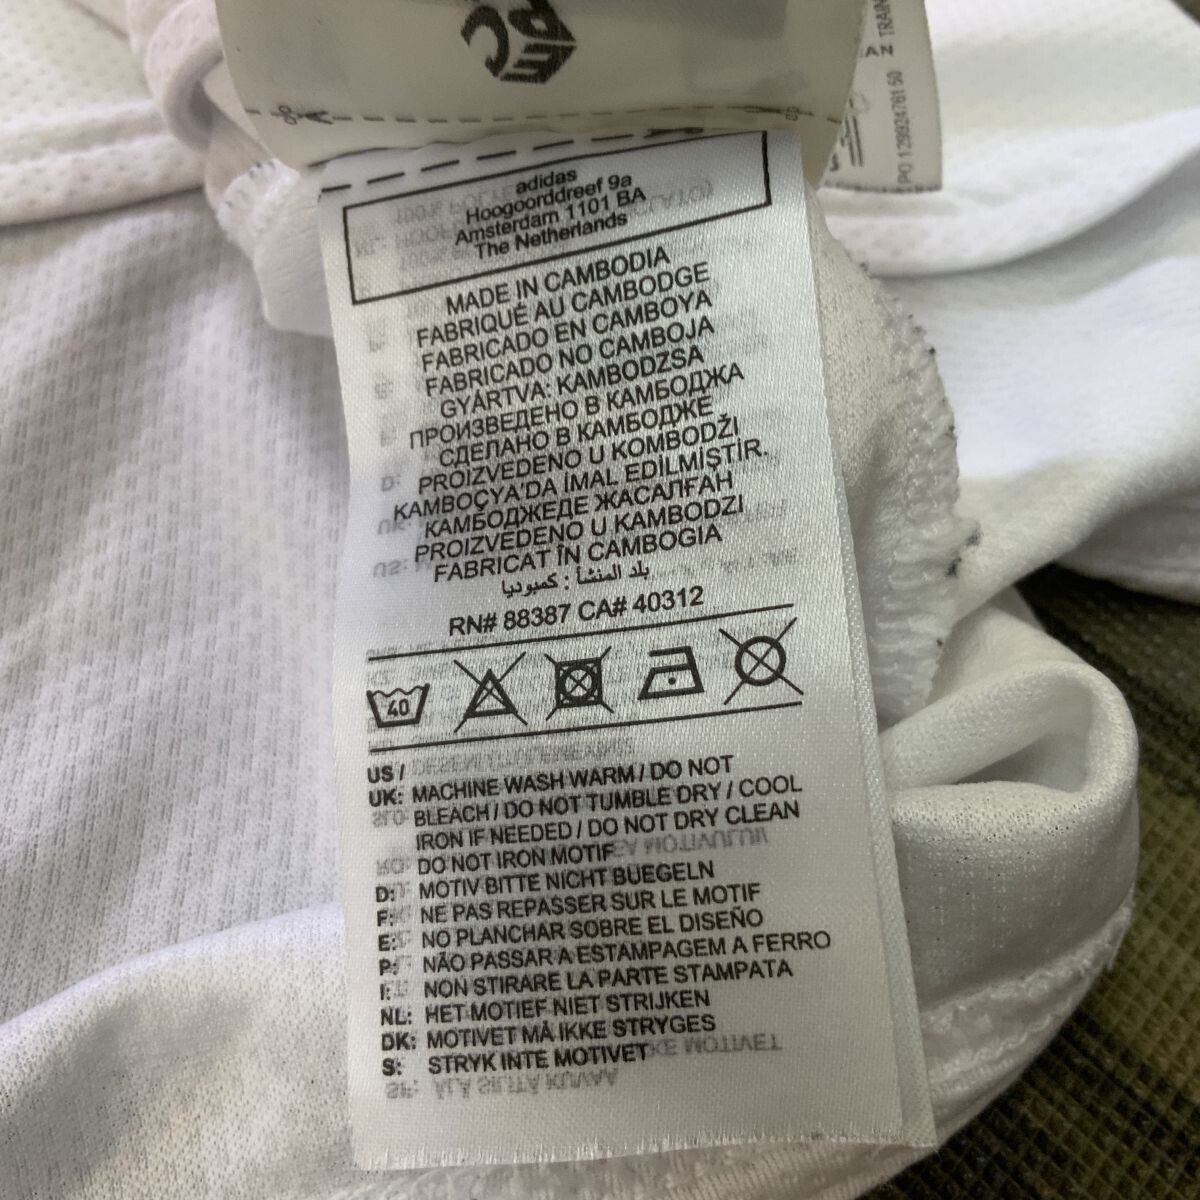 adidas
Hoogoorddreef 9a
Amsterdam 1101 BA
The Netherlands
MADE IN CAMBODIA
FABRIQUÉ AU CAMBODGE
FABRICADO EN CAMBOYA
FABRICADO NO CAMBOJA
GYÁRTVA: KAMBODZSA
ПРОИЗВЕДЕНО В КАМБОДЖА
СДЕЛАНО В КАМБОДЖЕ
PROIZVEDENO U KOMBODŽI
KAMBOÇYA'DA İMAL EDİLMİŞTİR.
КАМБОДЖЕДЕ ЖАСАЛҒАН
PROIZVEDENO U KAMBODZI
FABRICAT ÎN CAMBOGIA
بلد المنشأ : كمبوديا
RN# 88387 CA# 40312
40
US /
UK: MACHINE WASH WARM / DO NOT
BLEACH / DO NOT TUMBLE DRY / COOL
IRON IF NEEDED / DO NOT DRY CLEAN
DO NOT IRON MOTIF
D: MOTIV BITTE NICHT BUEGELN
F: NE PAS REPASSER SUR LE MOTIF
E: NO PLANCHAR SOBRE EL DISEÑO
P: NÃO PASSAR A ESTAMPAGEM A FERRO
I: NON STIRARE LA PARTE STAMPATA
NL: HET MOTIEF NIET STRIJKEN
DK: MOTIVET MÅ IKKE STRYGES
S: STRYK INTE MOTIVET